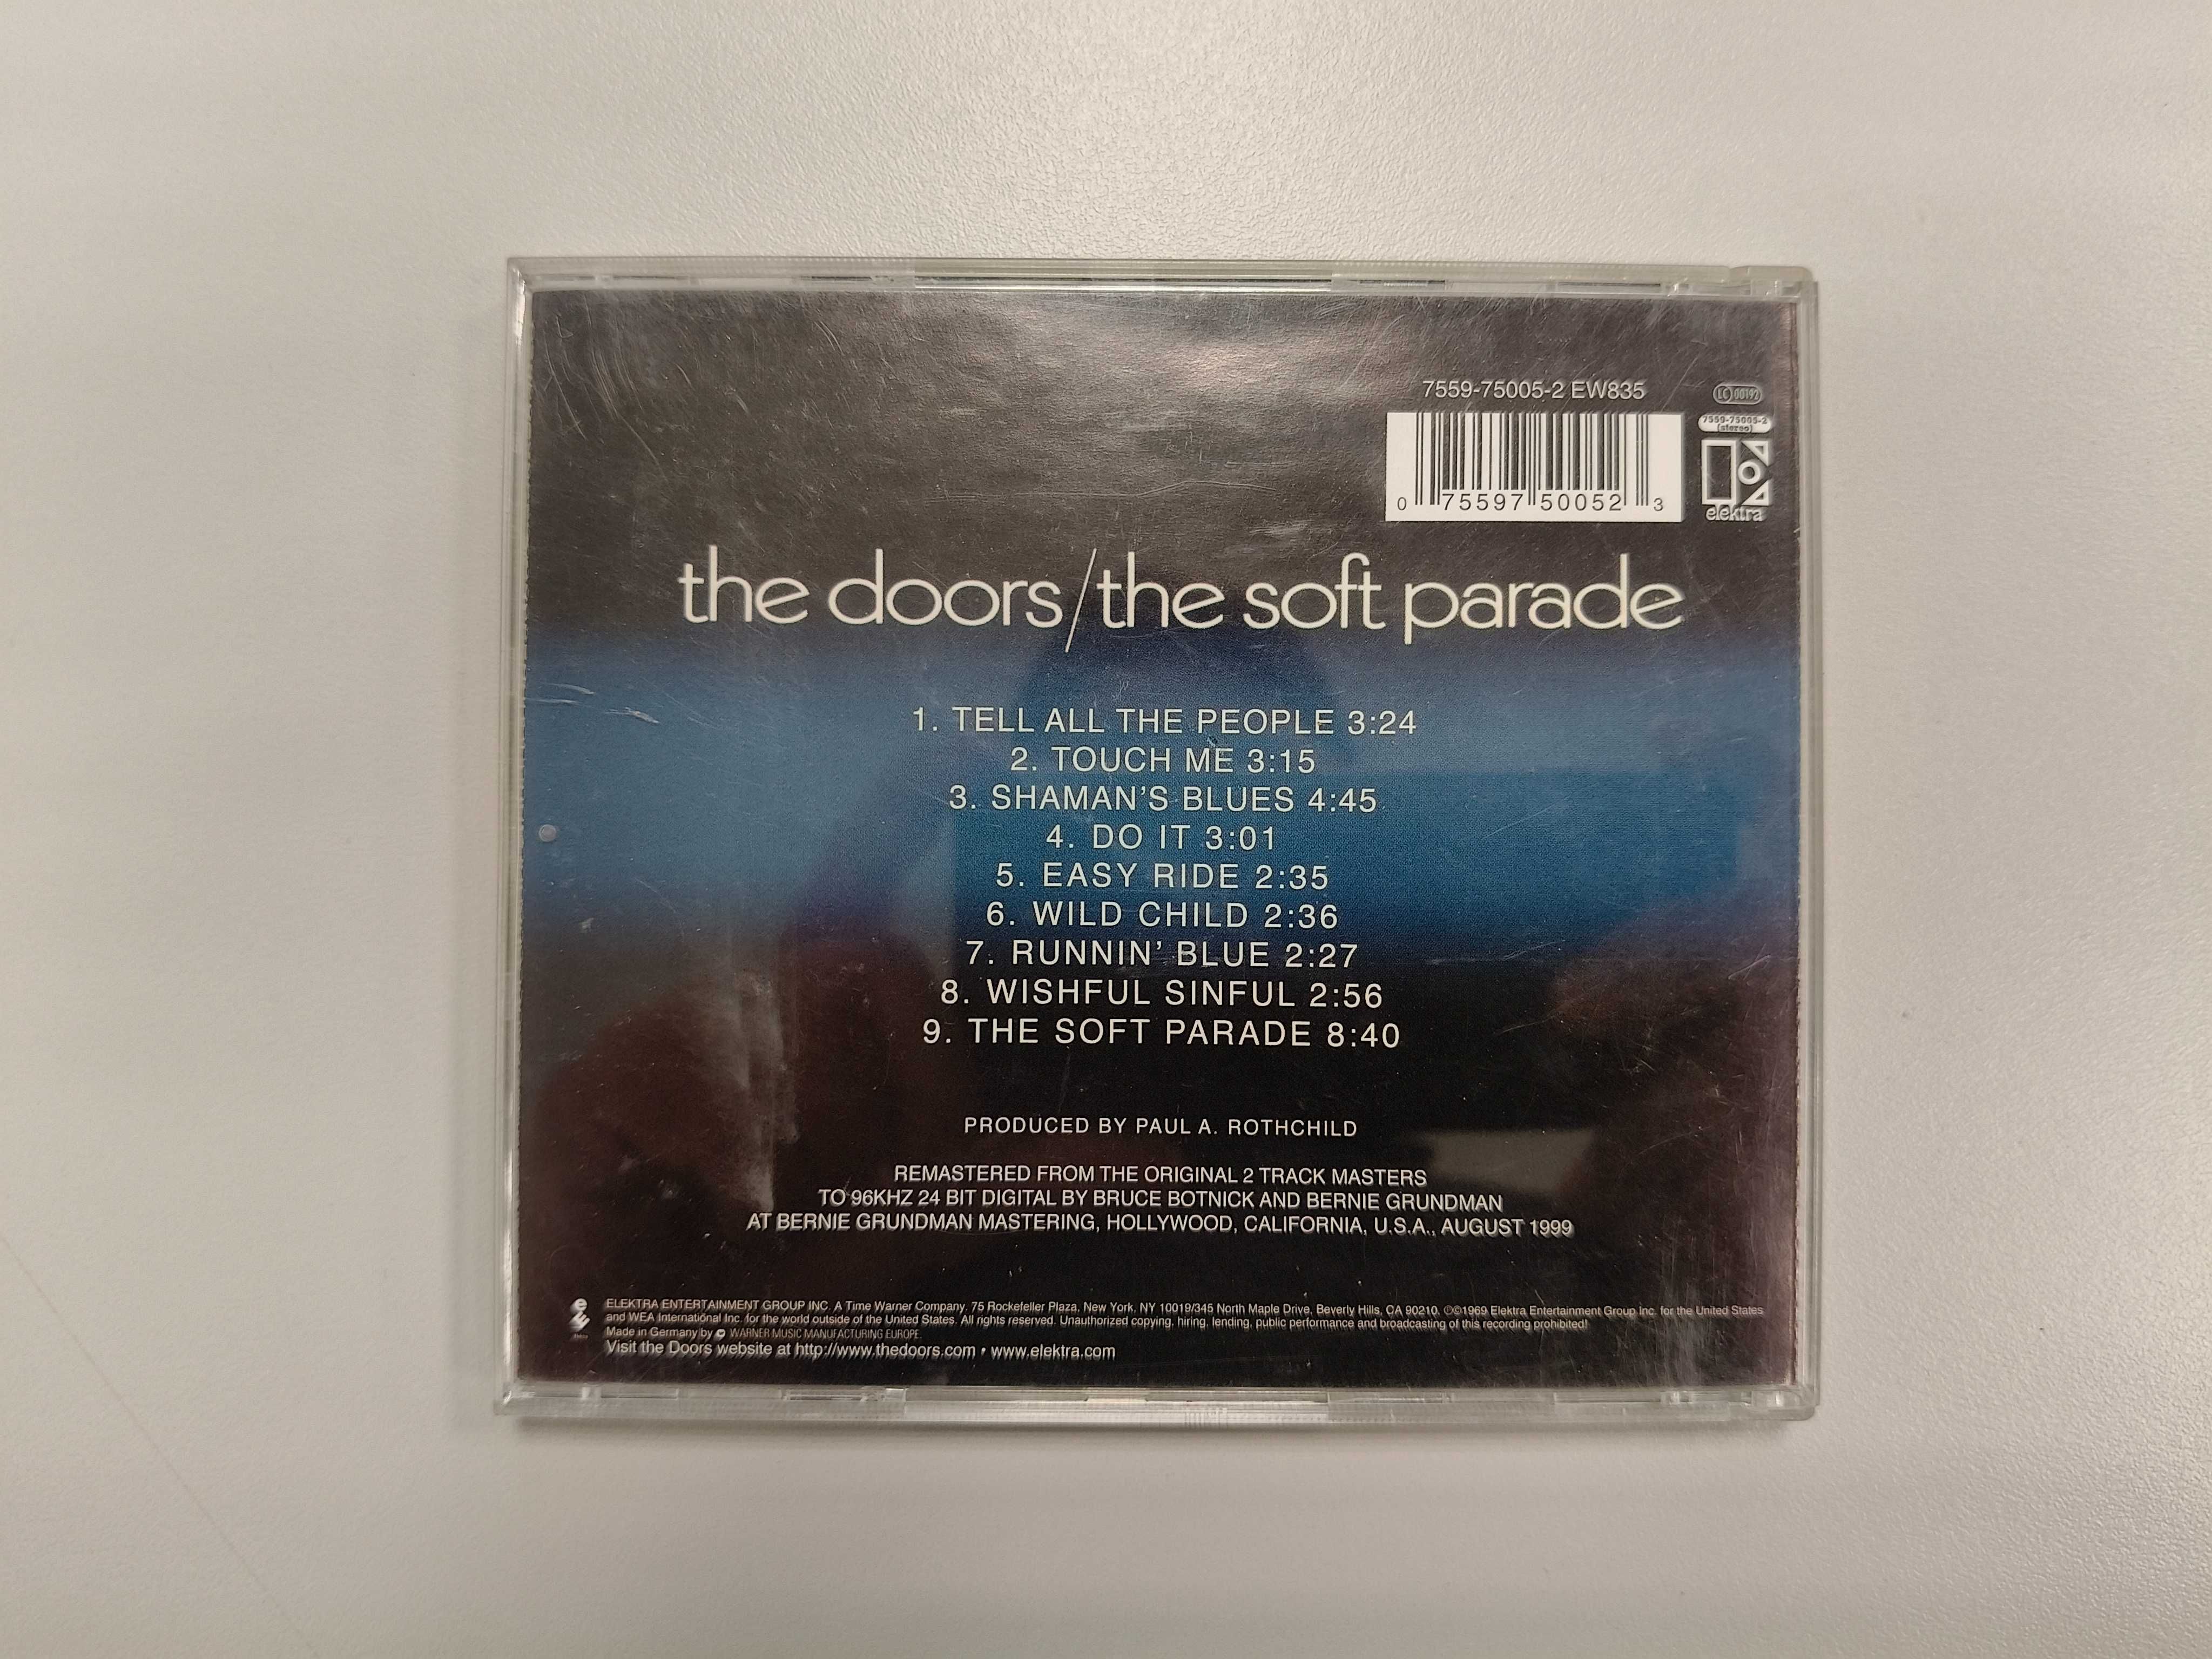 7559-75005-2 EW835
LC 00192
7559-75005-2
(stereo)
0 75597 50052 3
elektra
the doors/the soft parade
1. TELL ALL THE PEOPLE 3:24
2. TOUCH ME 3:15
3. SHAMAN'S BLUES 4:45
4. DO IT 3:01
5. EASY RIDE 2:35
6. WILD CHILD 2:36
7. RUNNIN' BLUE 2:27
8. WISHFUL SINFUL 2:56
9. THE SOFT PARADE 8:40
PRODUCED BY PAUL A. ROTHCHILD
REMASTERED FROM THE ORIGINAL 2 TRACK MASTERS
TO 96KHZ 24 BIT DIGITAL BY BRUCE BOTNICK AND BERNIE GRUNDMAN
AT BERNIE GRUNDMAN MASTERING, HOLLYWOOD, CALIFORNIA, U.S.A., AUGUST 1999
ELEKTRA ENTERTAINMENT GROUP INC. A Time Warner Company. 75 Rockefeller Plaza, New York, NY 10019/345 North Maple Drive, Beverly Hills, CA 90210. ℗©1969 Elektra Entertainment Group Inc. for the United States
and WEA International Inc. for the world outside of the United States. All rights reserved. Unauthorized copying, hiring, lending, public performance and broadcasting of this recording prohibited!
Made in Germany by WARNER MUSIC MANUFACTURING EUROPE.
Visit the Doors website at http://www.thedoors.com • www.elektra.com